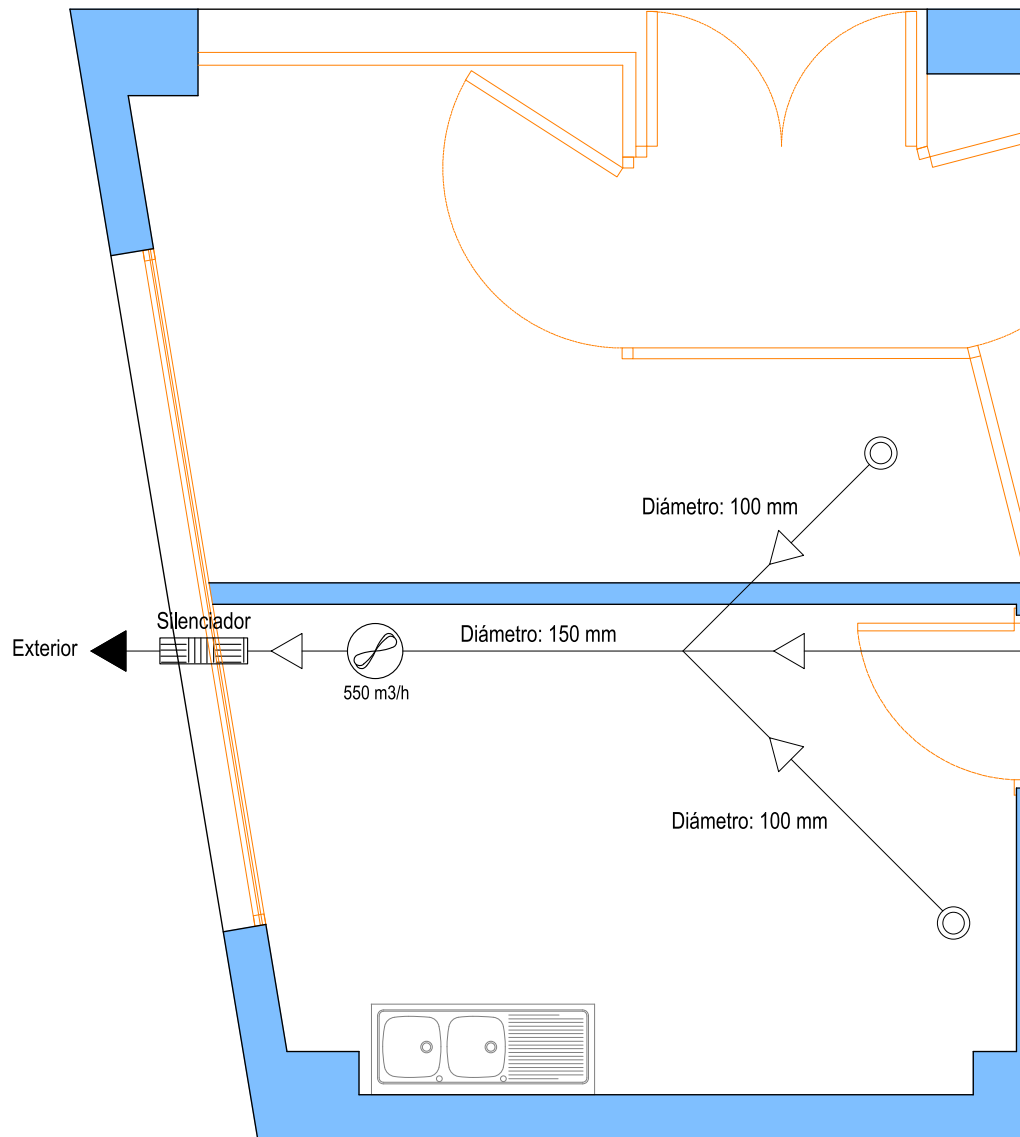 Diámetro: 100 mm
Silenciador
Exterior
Diámetro: 150 mm
550 m3/h
Diámetro: 100 mm